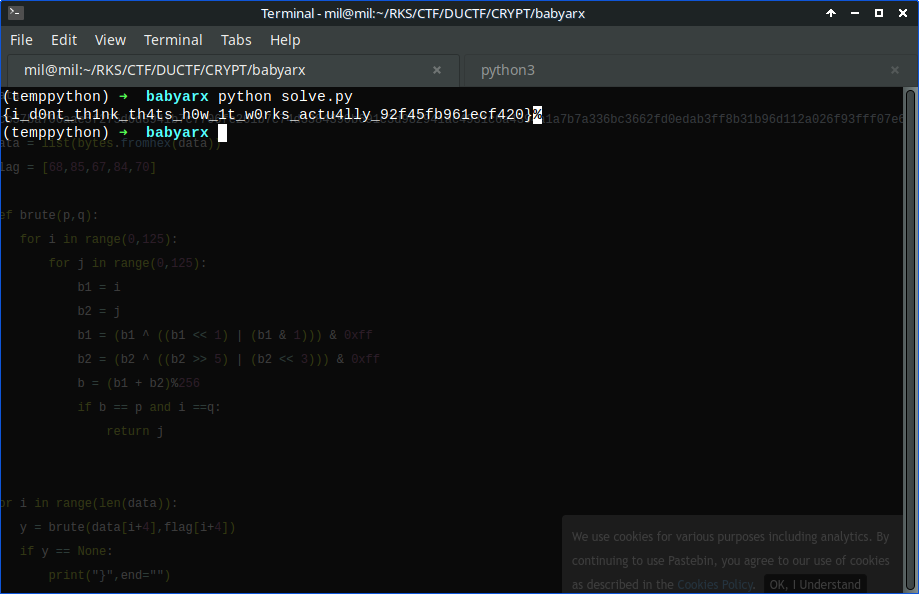 Terminal - mil@mil:~/RKS/CTF/DUCTF/CRYPT/babyarx
File Edit View Terminal Tabs Help
mil@mil:~/RKS/CTF/DUCTF/CRYPT/babyarx × python3 ×
(temppython) → babyarx python solve.py
{i_d0nt_th1nk_th4ts_h0w_1t_w0rks_actu4lly_92f45fb961ecf420}%
1a7b7a336bc3662fd0edab3ff8b31b96d112a026f93fff07e6
(temppython) → babyarx
ata = list(bytes.fromhex(data))
lag = [68,85,67,84,70]
ef brute(p,q):
for i in range(0,125):
for j in range(0,125):
b1 = i
b2 = j
b1 = (b1 ^ ((b1 << 1) | (b1 & 1))) & 0xff
b2 = (b2 ^ ((b2 >> 5) | (b2 << 3))) & 0xff
b = (b1 + b2)%256
if b == p and i ==q:
return j
or i in range(len(data)):
y = brute(data[i+4],flag[i+4])
if y == None:
print("}",end="")
We use cookies for various purposes including analytics. By
continuing to use Pastebin, you agree to our use of cookies
as described in the Cookies Policy. OK, I Understand